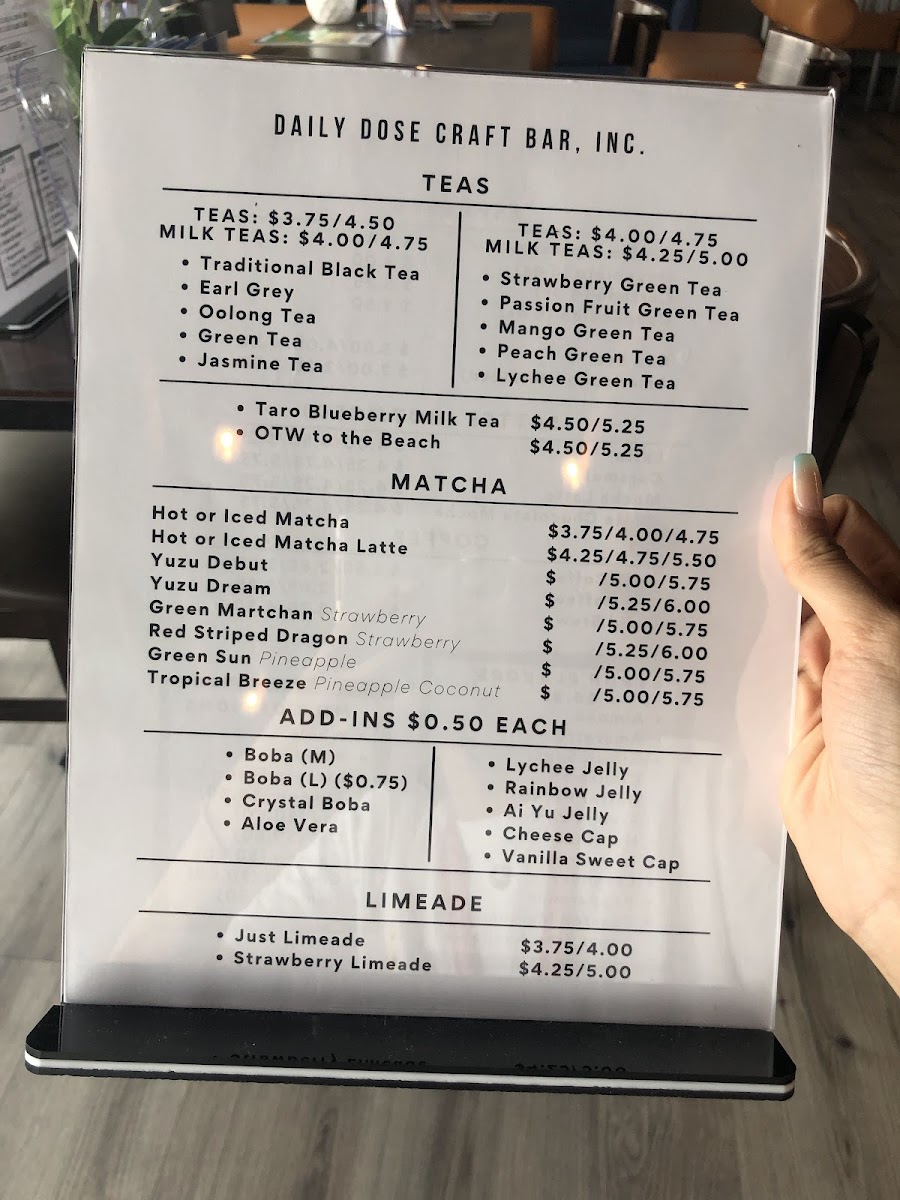 DAILY DOSE CRAFT BAR, INC.
TEAS
TEAS: $3.75/4.50
MILK TEAS: $4.00/4.75
• Traditional Black Tea
• Earl Grey
• Oolong Tea
• Green Tea
• Jasmine Tea
TEAS: $4.00/4.75
MILK TEAS: $4.25/5.00
• Strawberry Green Tea
• Passion Fruit Green Tea
• Mango Green Tea
• Peach Green Tea
• Lychee Green Tea
• Taro Blueberry Milk Tea $4.50/5.25
• OTW to the Beach $4.50/5.25
MATCHA
Hot or Iced Matcha $3.75/4.00/4.75
Hot or Iced Matcha Latte $4.25/4.75/5.50
Yuzu Debut $ /5.00/5.75
Yuzu Dream $ /5.25/6.00
Green Martchan Strawberry $ /5.00/5.75
Red Striped Dragon Strawberry $ /5.25/6.00
Green Sun Pineapple $ /5.00/5.75
Tropical Breeze Pineapple Coconut $ /5.00/5.75
ADD-INS $0.50 EACH
• Boba (M)
• Boba (L) ($0.75)
• Crystal Boba
• Aloe Vera
• Lychee Jelly
• Rainbow Jelly
• Ai Yu Jelly
• Cheese Cap
• Vanilla Sweet Cap
LIMEADE
• Just Limeade $3.75/4.00
• Strawberry Limeade $4.25/5.00